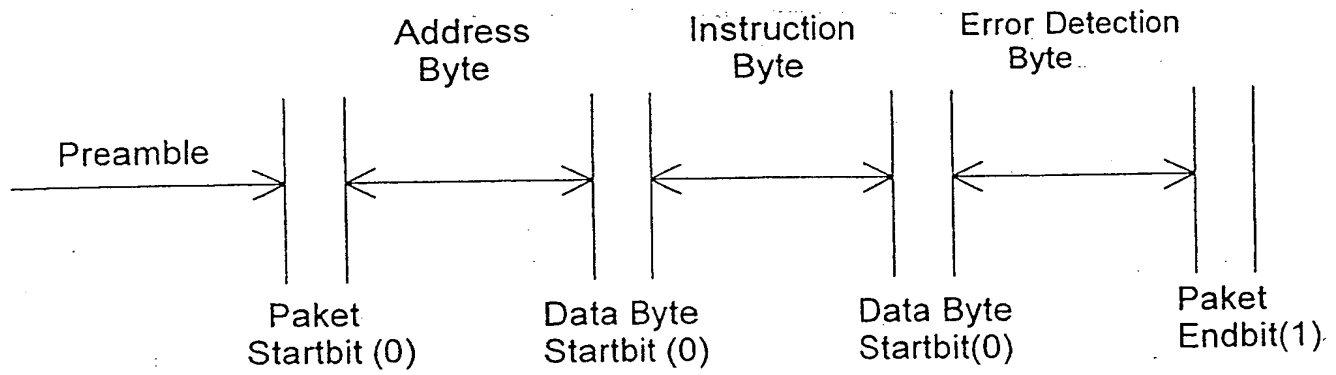 Address
Byte
Instruction
Byte
Error Detection
Byte
Preamble
Paket
Startbit (0)
Data Byte
Startbit (0)
Data Byte
Startbit(0)
Paket
Endbit(1)